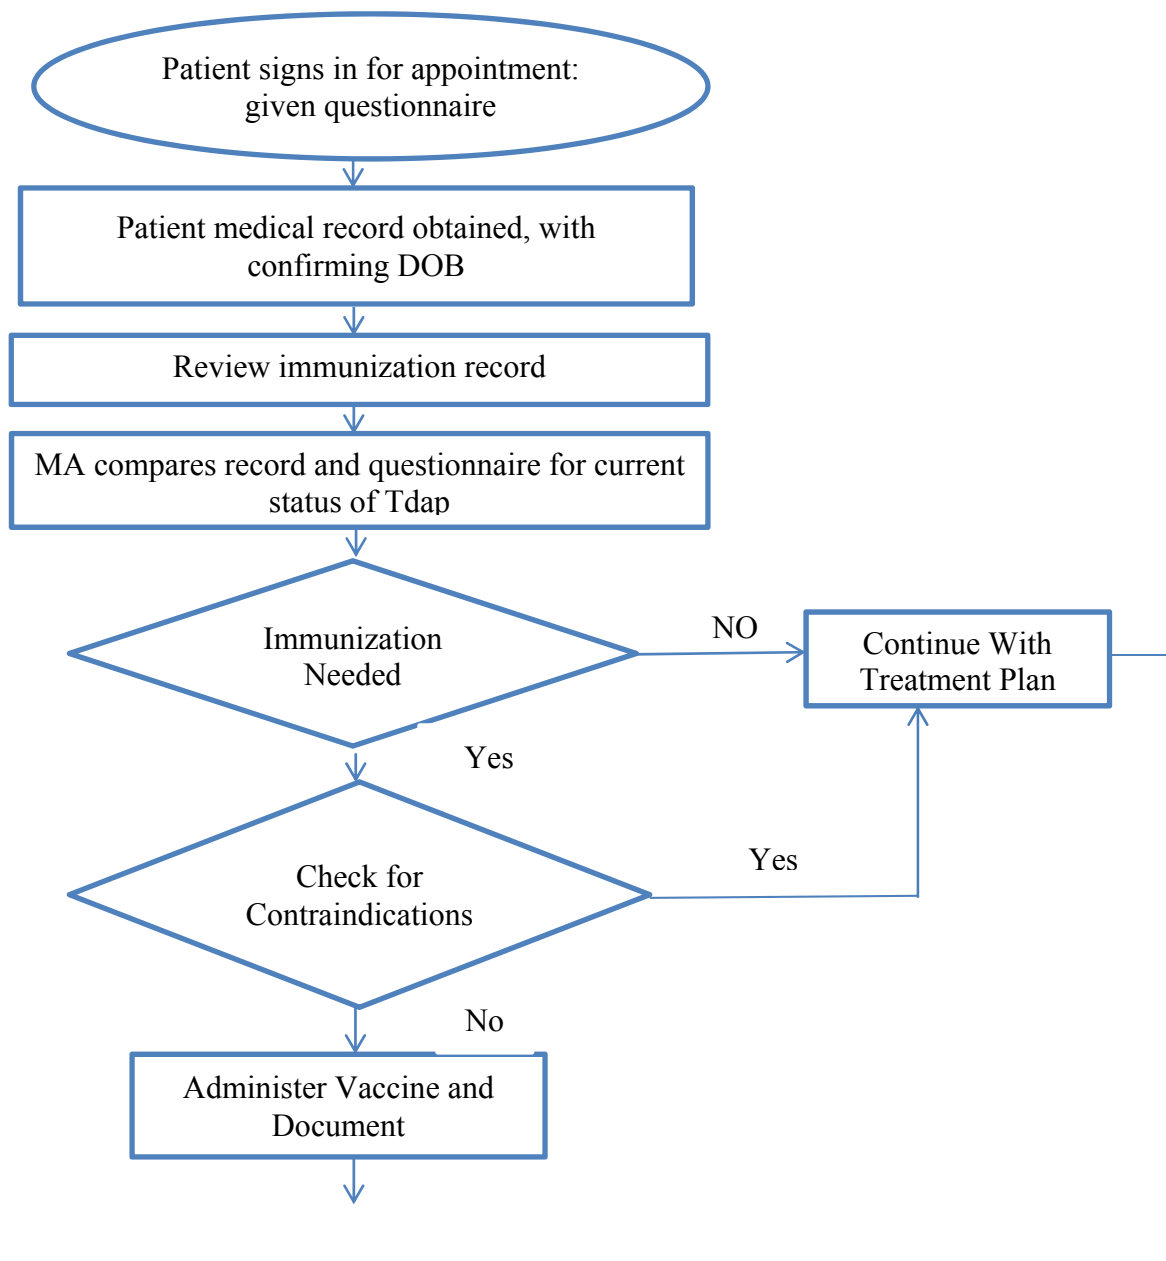 Patient signs in for appointment:
given questionnaire
Patient medical record obtained, with
confirming DOB
Review immunization record
MA compares record and questionnaire for current
status of Tdap
Immunization
Needed
NO
Continue With
Treatment Plan
Yes
Check for
Contraindications
Yes
No
Administer Vaccine and
Document